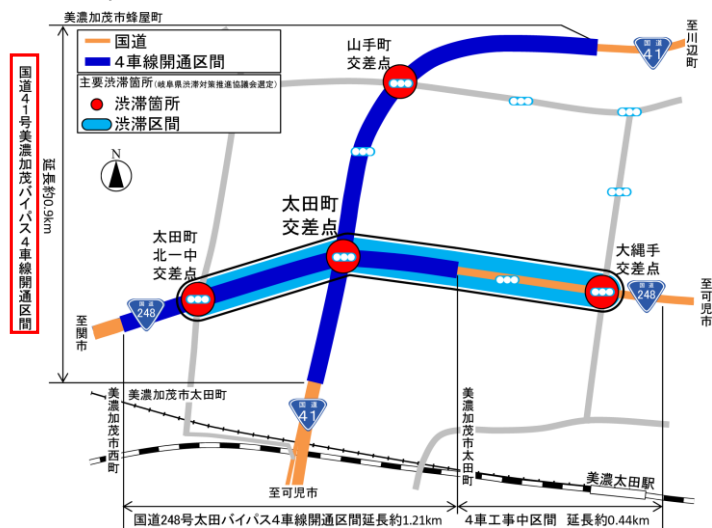 美濃加茂市蜂屋町
国道
4車線開通区間
主要渋滞箇所(岐阜県渋滞対策推進協議会選定)
渋滞箇所
渋滞区間
N
国道41号美濃加茂バイパス4車線開通区間
延長約0.9km
山手町
交差点
国道
41
至川辺町
太田町
交差点
太田町
北一中
交差点
大縄手
交差点
国道
248
至関市
国道
248
至可児市
美濃加茂市太田町
国道
41
美濃加茂市西町
美濃加茂市太田町
美濃太田駅
至可児市
国道248号太田バイパス4車線開通区間延長約1.21km
4車工事中区間 延長約0.44km